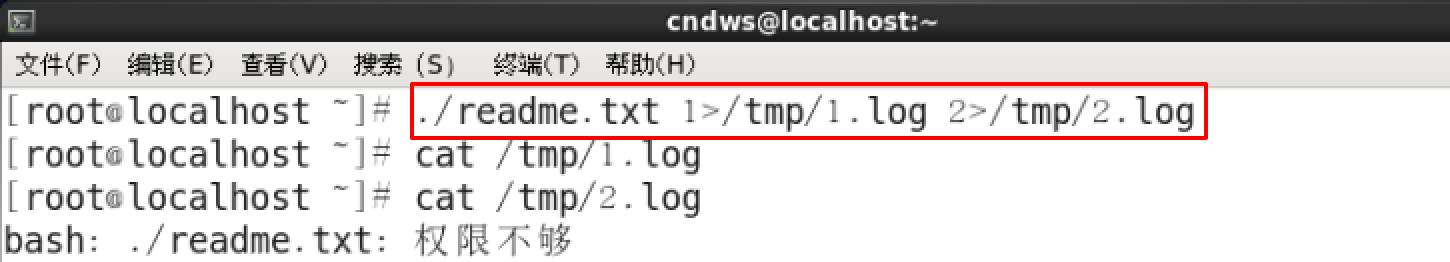 cndws@localhost:~
文件(F) 编辑(E) 查看(V) 搜索 (S) 终端(T) 帮助(H)
[root@localhost ~]# ./readme.txt 1>/tmp/1.log 2>/tmp/2.log
[root@localhost ~]# cat /tmp/1.log
[root@localhost ~]# cat /tmp/2.log
bash: ./readme.txt: 权限不够